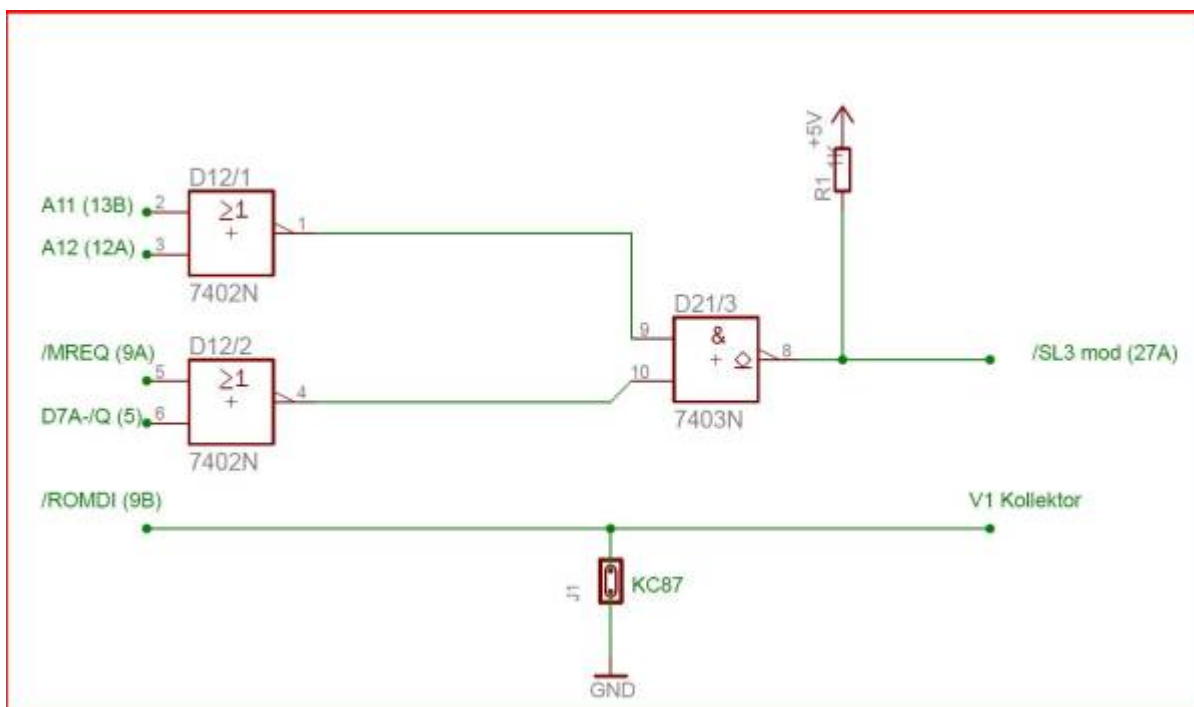 +5V
R1 1K
D12/1
A11 (13B) 2
≥1
+
1
A12 (12A) 3
7402N
D21/3
9
&
+
8
/SL3 mod (27A)
10
7403N
D12/2
/MREQ (9A)
5
≥1
+
4
D7A-/Q (5) 6
7402N
/ROMDI (9B)
V1 Kollektor
J1
KC87
GND